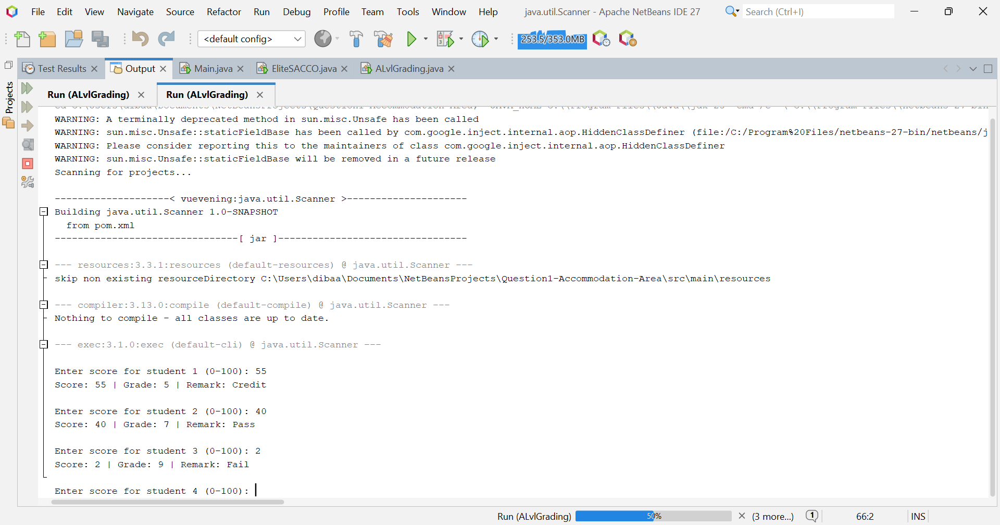 File Edit View Navigate Source Refactor Run Debug Profile Team Tools Window Help java.util.Scanner - Apache NetBeans IDE 27 Search (Ctrl+I)
<default config> 253.5/353.0MB
Test Results Output Main.java EliteSACCO.java ALvlGrading.java
Projects
Run (ALvlGrading) Run (ALvlGrading)
WARNING: A terminally deprecated method in sun.misc.Unsafe has been called
WARNING: sun.misc.Unsafe::staticFieldBase has been called by com.google.inject.internal.aop.HiddenClassDefiner (file:/C:/Program%20Files/netbeans-27-bin/netbeans/j
WARNING: Please consider reporting this to the maintainers of class com.google.inject.internal.aop.HiddenClassDefiner
WARNING: sun.misc.Unsafe::staticFieldBase will be removed in a future release
Scanning for projects...
--------------------< vuevening:java.util.Scanner >---------------------
Building java.util.Scanner 1.0-SNAPSHOT
from pom.xml
--------------------------------[ jar ]---------------------------------
--- resources:3.3.1:resources (default-resources) @ java.util.Scanner ---
skip non existing resourceDirectory C:\Users\dibaa\Documents\NetBeansProjects\Question1-Accommodation-Area\src\main\resources
--- compiler:3.13.0:compile (default-compile) @ java.util.Scanner ---
Nothing to compile - all classes are up to date.
--- exec:3.1.0:exec (default-cli) @ java.util.Scanner ---
Enter score for student 1 (0-100): 55
Score: 55 | Grade: 5 | Remark: Credit
Enter score for student 2 (0-100): 40
Score: 40 | Grade: 7 | Remark: Pass
Enter score for student 3 (0-100): 2
Score: 2 | Grade: 9 | Remark: Fail
Enter score for student 4 (0-100):
Run (ALvlGrading) 50% (3 more...) 1 66:2 INS